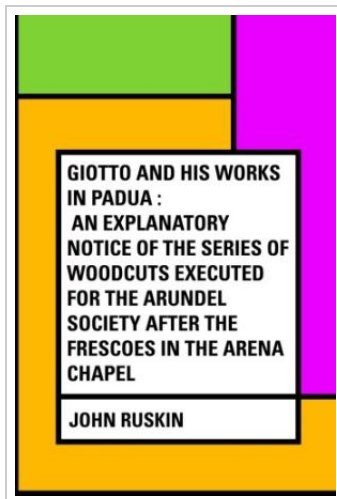 GIOTTO AND HIS WORKS
IN PADUA :
AN EXPLANATORY
NOTICE OF THE SERIES OF
WOODCUTS EXECUTED
FOR THE ARUNDEL
SOCIETY AFTER THE
FRESCOES IN THE ARENA
CHAPEL
JOHN RUSKIN